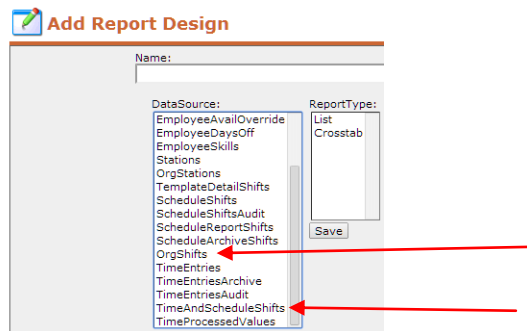 Add Report Design
Name:
DataSource:
EmployeeAvailOverride
EmployeeDaysOff
EmployeeSkills
Stations
OrgStations
TemplateDetailShifts
ScheduleShifts
ScheduleShiftsAudit
ScheduleReportShifts
ScheduleArchiveShifts
OrgShifts
TimeEntries
TimeEntriesArchive
TimeEntriesAudit
TimeAndScheduleShifts
TimeProcessedValues
ReportType:
List
Crosstab
Save